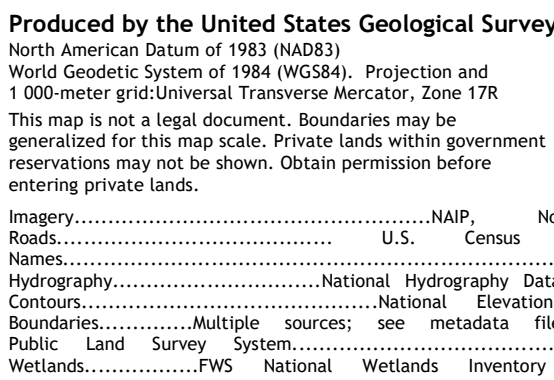 Produced by the United States Geological Survey
North American Datum of 1983 (NAD83)
World Geodetic System of 1984 (WGS84). Projection and
1 000-meter grid:Universal Transverse Mercator, Zone 17R
This map is not a legal document. Boundaries may be
generalized for this map scale. Private lands within government
reservations may not be shown. Obtain permission before
entering private lands.
Imagery....................................................NAIP,
Roads......................................... U.S. Census
Names....................................................................
Hydrography..............................National Hydrography
Contours...........................................National Elevation
Boundaries..............Multiple sources; see metadata
Public Land Survey System......................................
Wetlands.................FWS National Wetlands Inventory